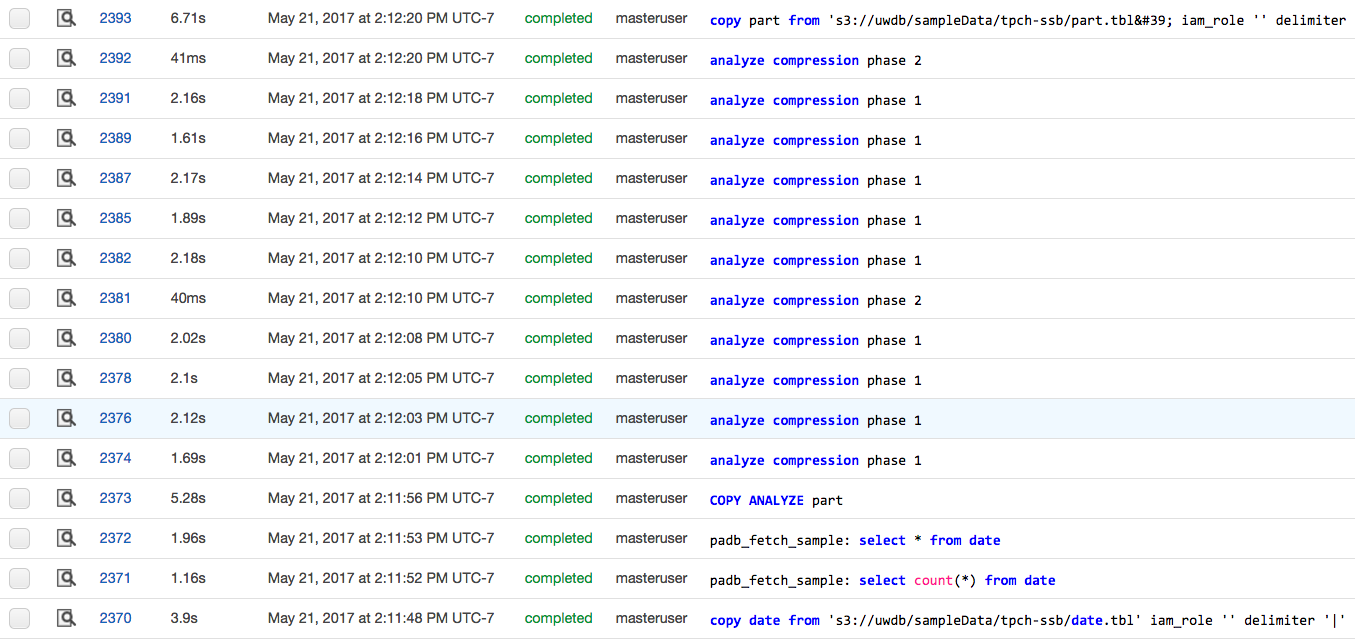 2393 6.71s May 21, 2017 at 2:12:20 PM UTC-7 completed masteruser copy part from 's3://uwdb/sampleData/tpch-ssb/part.tbl&#39; iam_role '' delimiter
2392 41ms May 21, 2017 at 2:12:20 PM UTC-7 completed masteruser analyze compression phase 2
2391 2.16s May 21, 2017 at 2:12:18 PM UTC-7 completed masteruser analyze compression phase 1
2389 1.61s May 21, 2017 at 2:12:16 PM UTC-7 completed masteruser analyze compression phase 1
2387 2.17s May 21, 2017 at 2:12:14 PM UTC-7 completed masteruser analyze compression phase 1
2385 1.89s May 21, 2017 at 2:12:12 PM UTC-7 completed masteruser analyze compression phase 1
2382 2.18s May 21, 2017 at 2:12:10 PM UTC-7 completed masteruser analyze compression phase 1
2381 40ms May 21, 2017 at 2:12:10 PM UTC-7 completed masteruser analyze compression phase 2
2380 2.02s May 21, 2017 at 2:12:08 PM UTC-7 completed masteruser analyze compression phase 1
2378 2.1s May 21, 2017 at 2:12:05 PM UTC-7 completed masteruser analyze compression phase 1
2376 2.12s May 21, 2017 at 2:12:03 PM UTC-7 completed masteruser analyze compression phase 1
2374 1.69s May 21, 2017 at 2:12:01 PM UTC-7 completed masteruser analyze compression phase 1
2373 5.28s May 21, 2017 at 2:11:56 PM UTC-7 completed masteruser COPY ANALYZE part
2372 1.96s May 21, 2017 at 2:11:53 PM UTC-7 completed masteruser padb_fetch_sample: select * from date
2371 1.16s May 21, 2017 at 2:11:52 PM UTC-7 completed masteruser padb_fetch_sample: select count(*) from date
2370 3.9s May 21, 2017 at 2:11:48 PM UTC-7 completed masteruser copy date from 's3://uwdb/sampleData/tpch-ssb/date.tbl' iam_role '' delimiter '|'